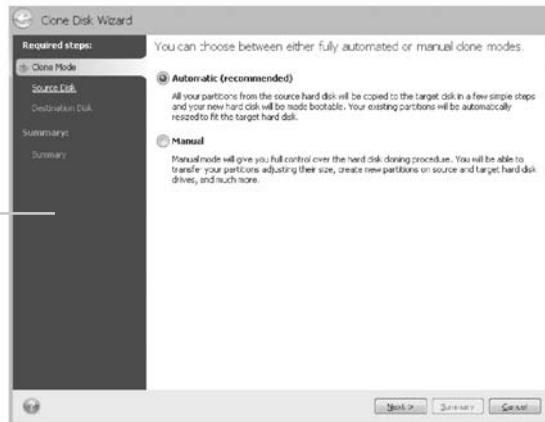 Clone Disk Wizard
Required steps:
Clone Mode
Source Disk
Destination Disk
Summary:
Summary
You can choose between either fully automated or manual clone modes.
Automatic (recommended)
All your partitions from the source hard disk will be copied to the target disk in a few simple steps
and your new hard disk will be made bootable. Your existing partitions will be automatically
resized to fit the target hard disk.
Manual
Manual mode will give you full control over the hard disk cloning procedure. You will be able to
transfer your partitions adjusting their size, create new partitions on source and target hard disk
drives, and much more.
Next >
Summary
Cancel